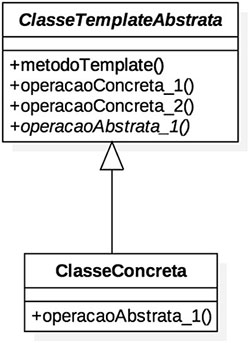 ClasseTemplateAbstrata
+metodoTemplate()
+operacaoConcreta_1()
+operacaoConcreta_2()
+operacaoAbstrata_1()
ClasseConcreta
+operacaoAbstrata_1()